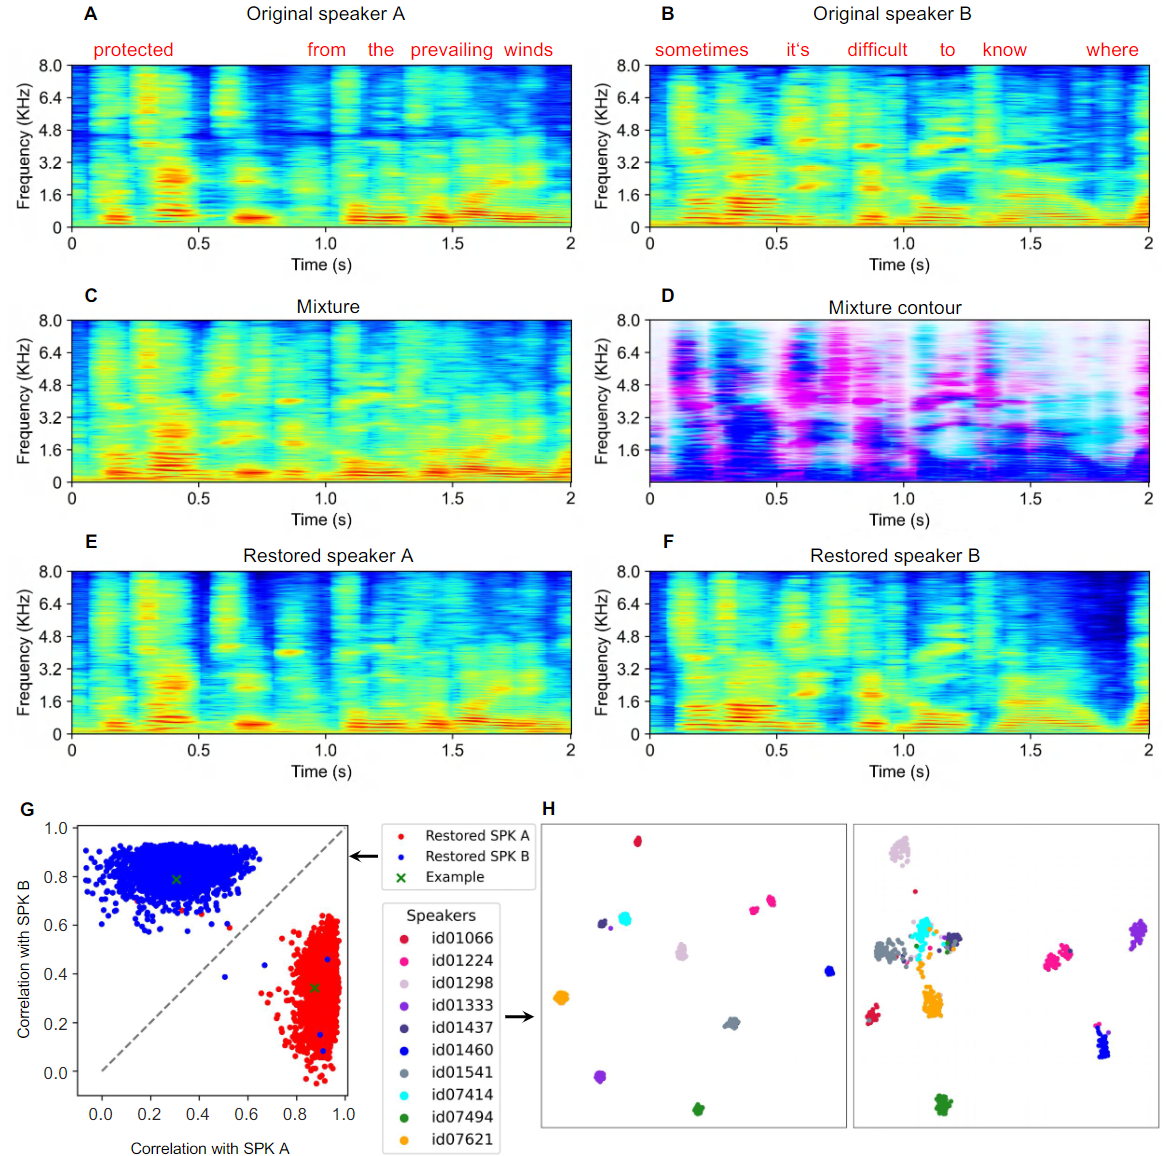 A
Original speaker A
protected from the prevailing winds
8.0
6.4
4.8
3.2
1.6
0
Frequency (KHz)
0 0.5 1.0 1.5 2
Time (s)
B
Original speaker B
sometimes it's difficult to know where
8.0
6.4
4.8
3.2
1.6
0
Frequency (KHz)
0 0.5 1.0 1.5 2
Time (s)
C
Mixture
8.0
6.4
4.8
3.2
1.6
0
Frequency (KHz)
0 0.5 1.0 1.5 2
Time (s)
D
Mixture contour
8.0
6.4
4.8
3.2
1.6
0
Frequency (KHz)
0 0.5 1.0 1.5 2
Time (s)
E
Restored speaker A
8.0
6.4
4.8
3.2
1.6
0
Frequency (KHz)
0 0.5 1.0 1.5 2
Time (s)
F
Restored speaker B
8.0
6.4
4.8
3.2
1.6
0
Frequency (KHz)
0 0.5 1.0 1.5 2
Time (s)
G
1.0
0.8
0.6
0.4
0.2
0.0
Correlation with SPK B
0.0 0.2 0.4 0.6 0.8 1.0
Correlation with SPK A
Restored SPK A
Restored SPK B
Example
Speakers
id01066
id01224
id01298
id01333
id01437
id01460
id01541
id07414
id07494
id07621
H